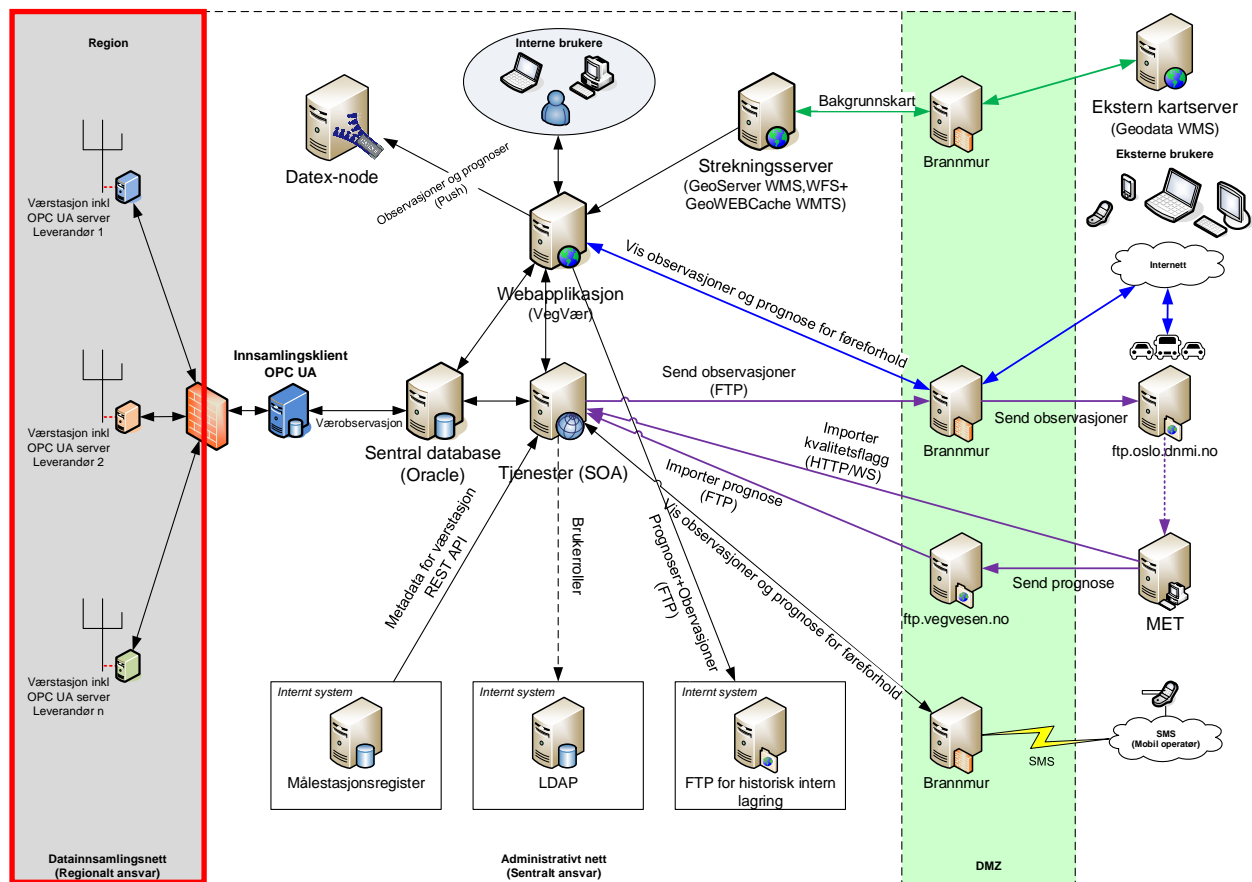 Region
Værstasjon inkl
OPC UA server
Leverandør 1
Værstasjon inkl
OPC UA server
Leverandør 2
Værstasjon inkl
OPC UA server
Leverandør n
Datainnsamlingsnett
(Regionalt ansvar)
Innsamlingsklient
OPC UA
Værobservasjon
Interne brukere
Datex-node
Observasjoner og prognoser
(Push)
Webapplikasjon
(VegVær)
Strekningsserver
(GeoServer WMS,WFS+
GeoWEBCache WMTS)
Bakgrunnskart
Vis observasjoner og prognose for føreforhold
Sentral database
(Oracle)
Tjenester (SOA)
Send observasjoner
(FTP)
Importer
kvalitetsflagg
(HTTP/WS)
Importer prognose
(FTP)
Metadata for værstasjon
REST API
Brukerroller
Prognoser+Obervasjoner
(FTP)
Vis observasjoner og prognose for føreforhold
Internt system
Målestasjonsregister
Internt system
LDAP
Internt system
FTP for historisk intern
lagring
Administrativt nett
(Sentralt ansvar)
Brannmur
Brannmur
ftp.vegvesen.no
Brannmur
DMZ
Ekstern kartserver
(Geodata WMS)
Eksterne brukere
Internett
Send observasjoner
ftp.oslo.dnmi.no
Send prognose
MET
SMS
SMS
(Mobil operatør)